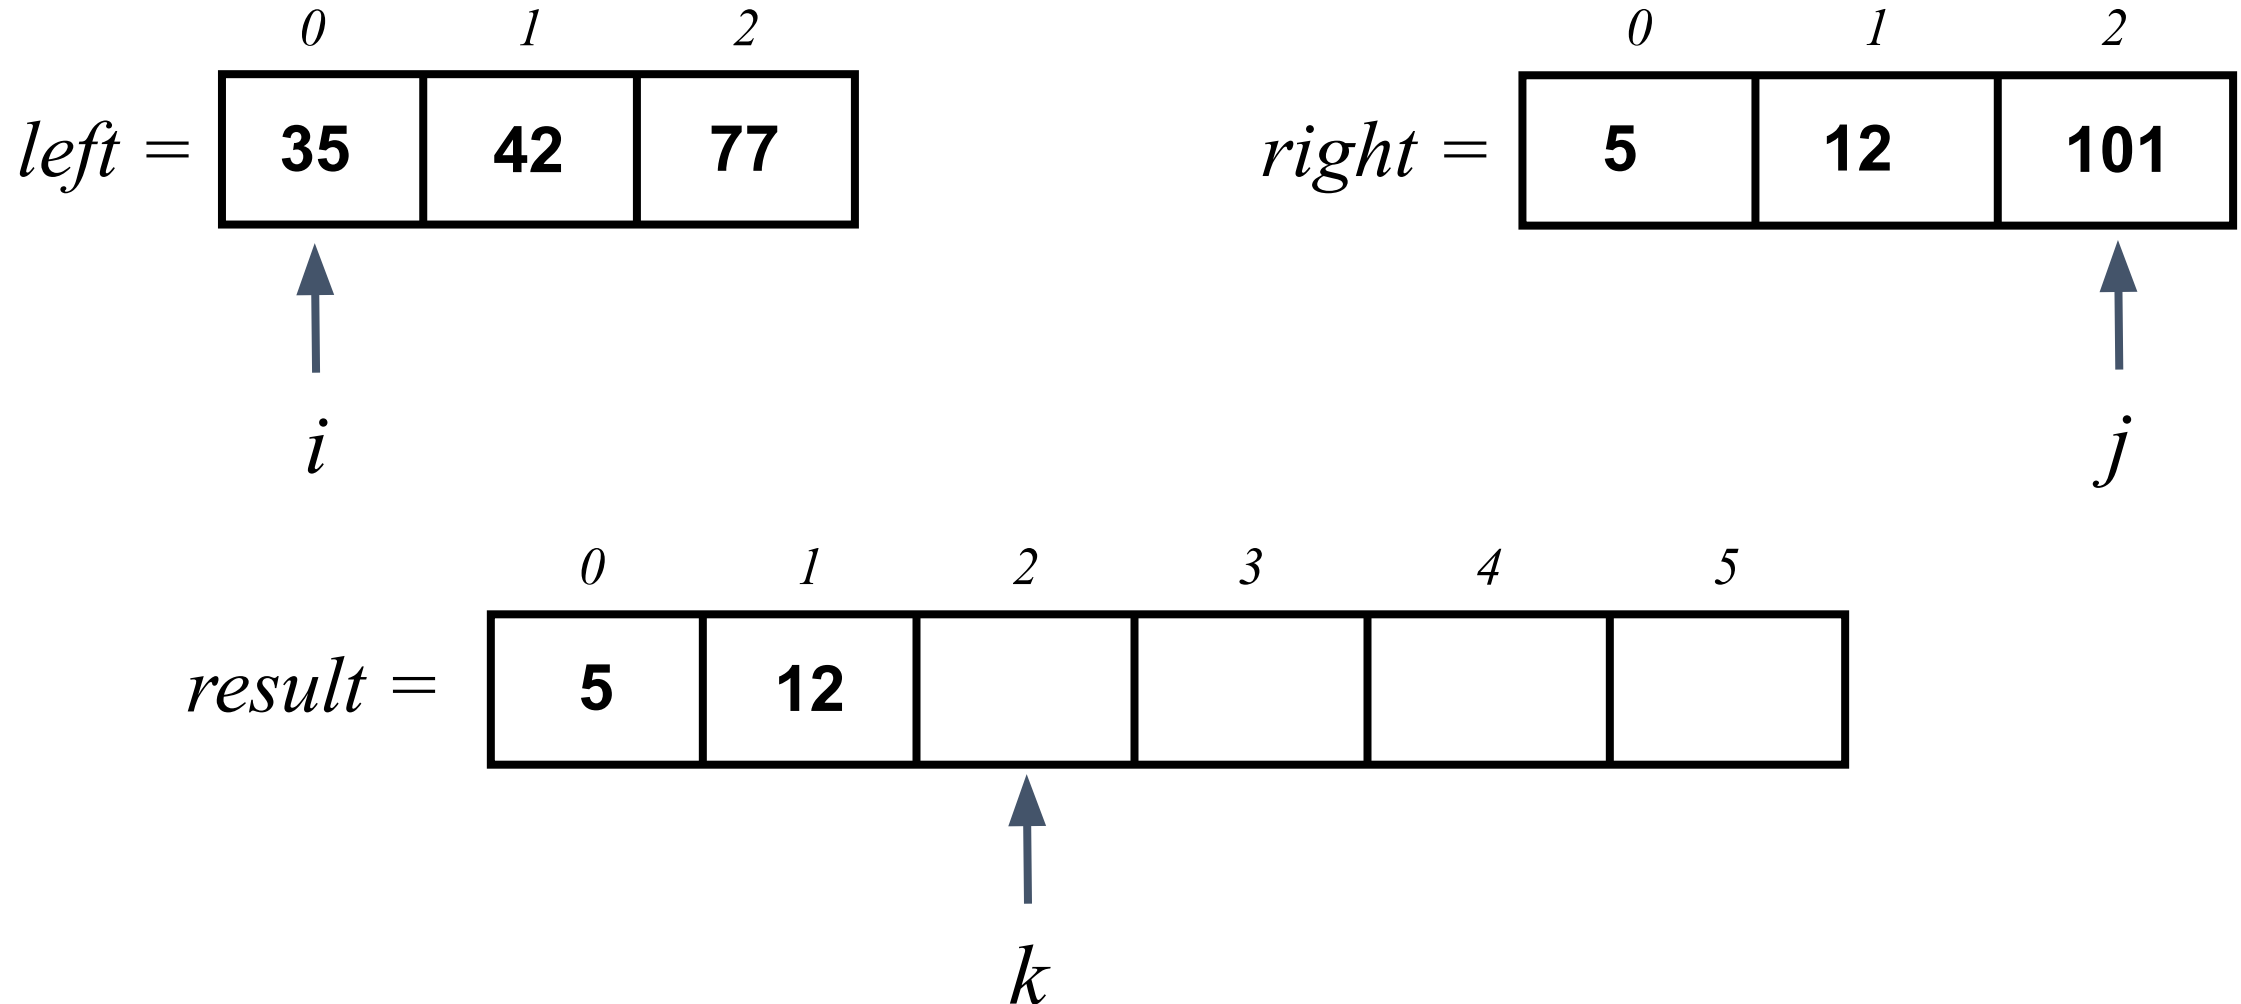 0 1 2
left = 35 42 77
i
0 1 2
right = 5 12 101
j
0 1 2 3 4 5
result = 5 12
k